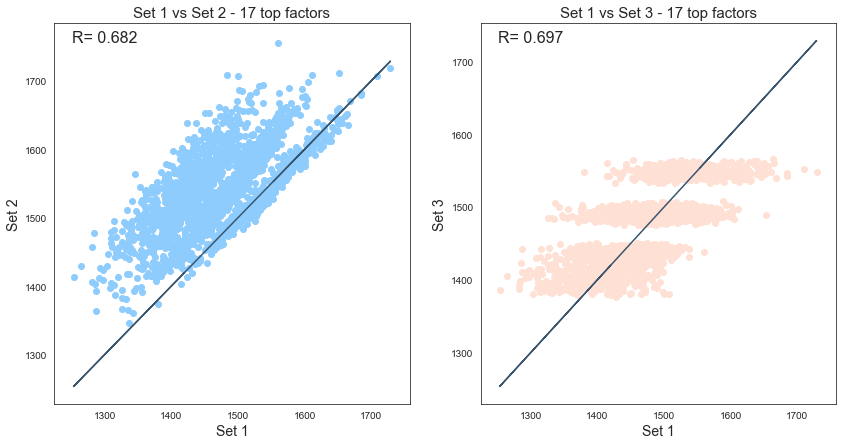 Set 1 vs Set 2 - 17 top factors
R= 0.682
1700
1600
1500
1400
1300
Set 2
1300 1400 1500 1600 1700
Set 1
Set 1 vs Set 3 - 17 top factors
R= 0.697
1700
1600
1500
1400
1300
Set 3
1300 1400 1500 1600 1700
Set 1